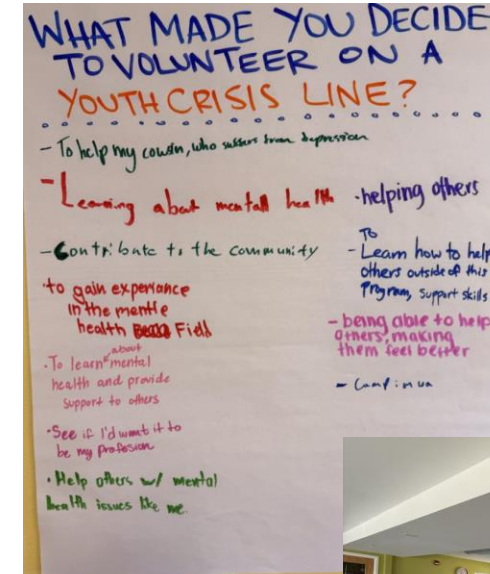 WHAT MADE YOU DECIDE
TO VOLUNTEER ON A
YOUTH CRISIS LINE?
- To help my cousin, who suffers from depression
- Learning about mental health
- Contribute to the community
· to gain experiance
in the mental
health Field
· To learn about mental
health and provide
support to others
· See if I'd want it to
be my profesion
· Help others w/ mental
health issues like me
· helping others
- To Learn how to help
others outside of this
Program, support skills
- being able to help
others, making
them feel better